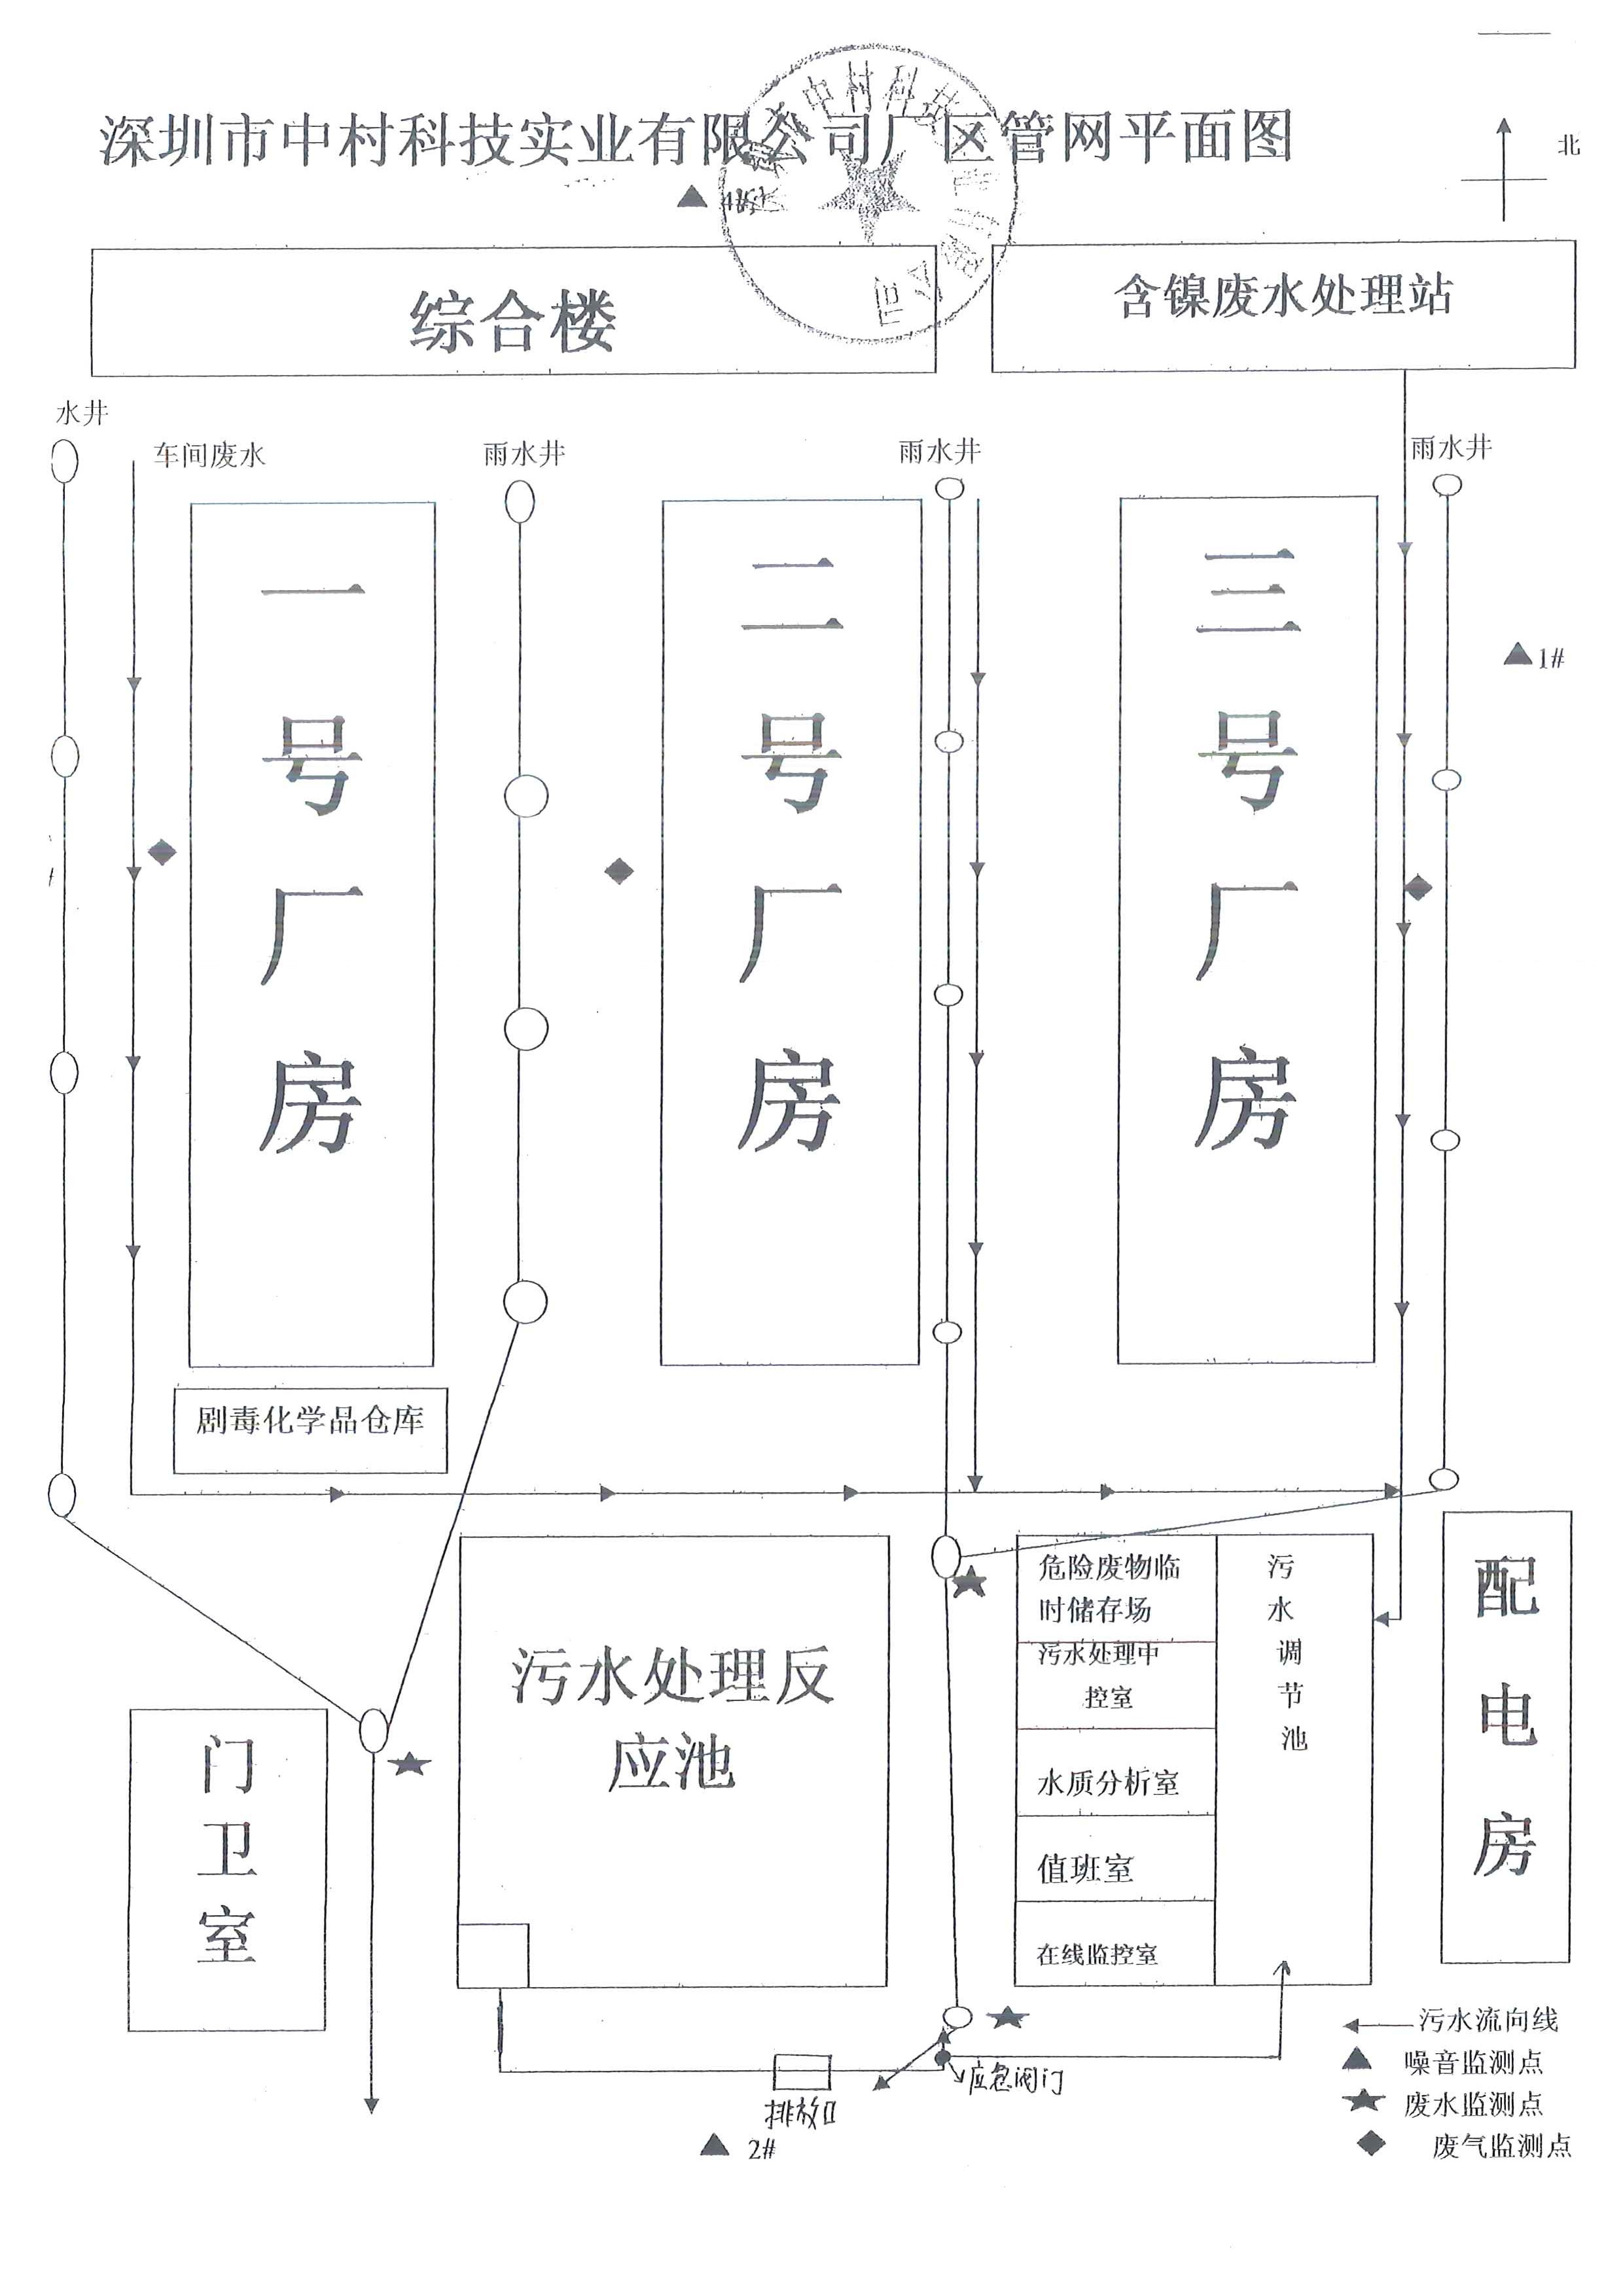 深圳市中村科技实业有限公司厂区管网平面图
北
4#
综合楼
含镍废水处理站
水井
车间废水
雨水井
雨水井
雨水井
一号厂房
二号厂房
三号厂房
1#
剧毒化学品仓库
污水处理反
应池
危险废物临
时储存场
污水处理中
控室
水质分析室
值班室
在线监控室
污水调节池
配电房
门卫室
应急阀门
排放口
2#
污水流向线
噪音监测点
废水监测点
废气监测点